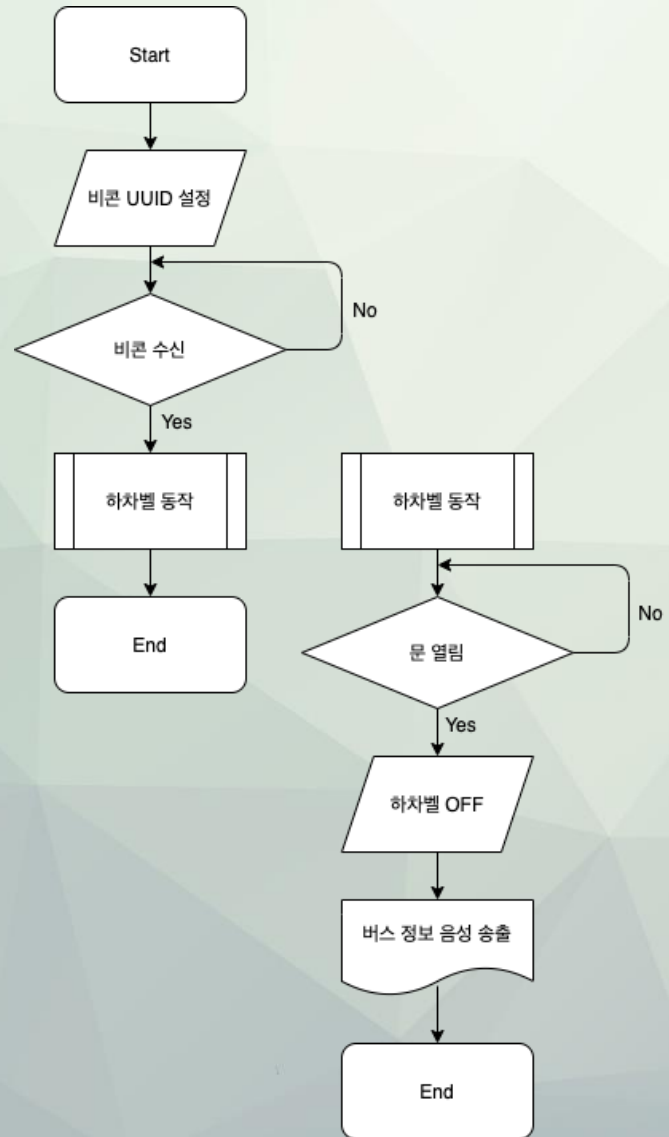 Start
비콘 UUID 설정
비콘 수신
No
Yes
하차벨 동작
End
하차벨 동작
문 열림
No
Yes
하차벨 OFF
버스 정보 음성 송출
End